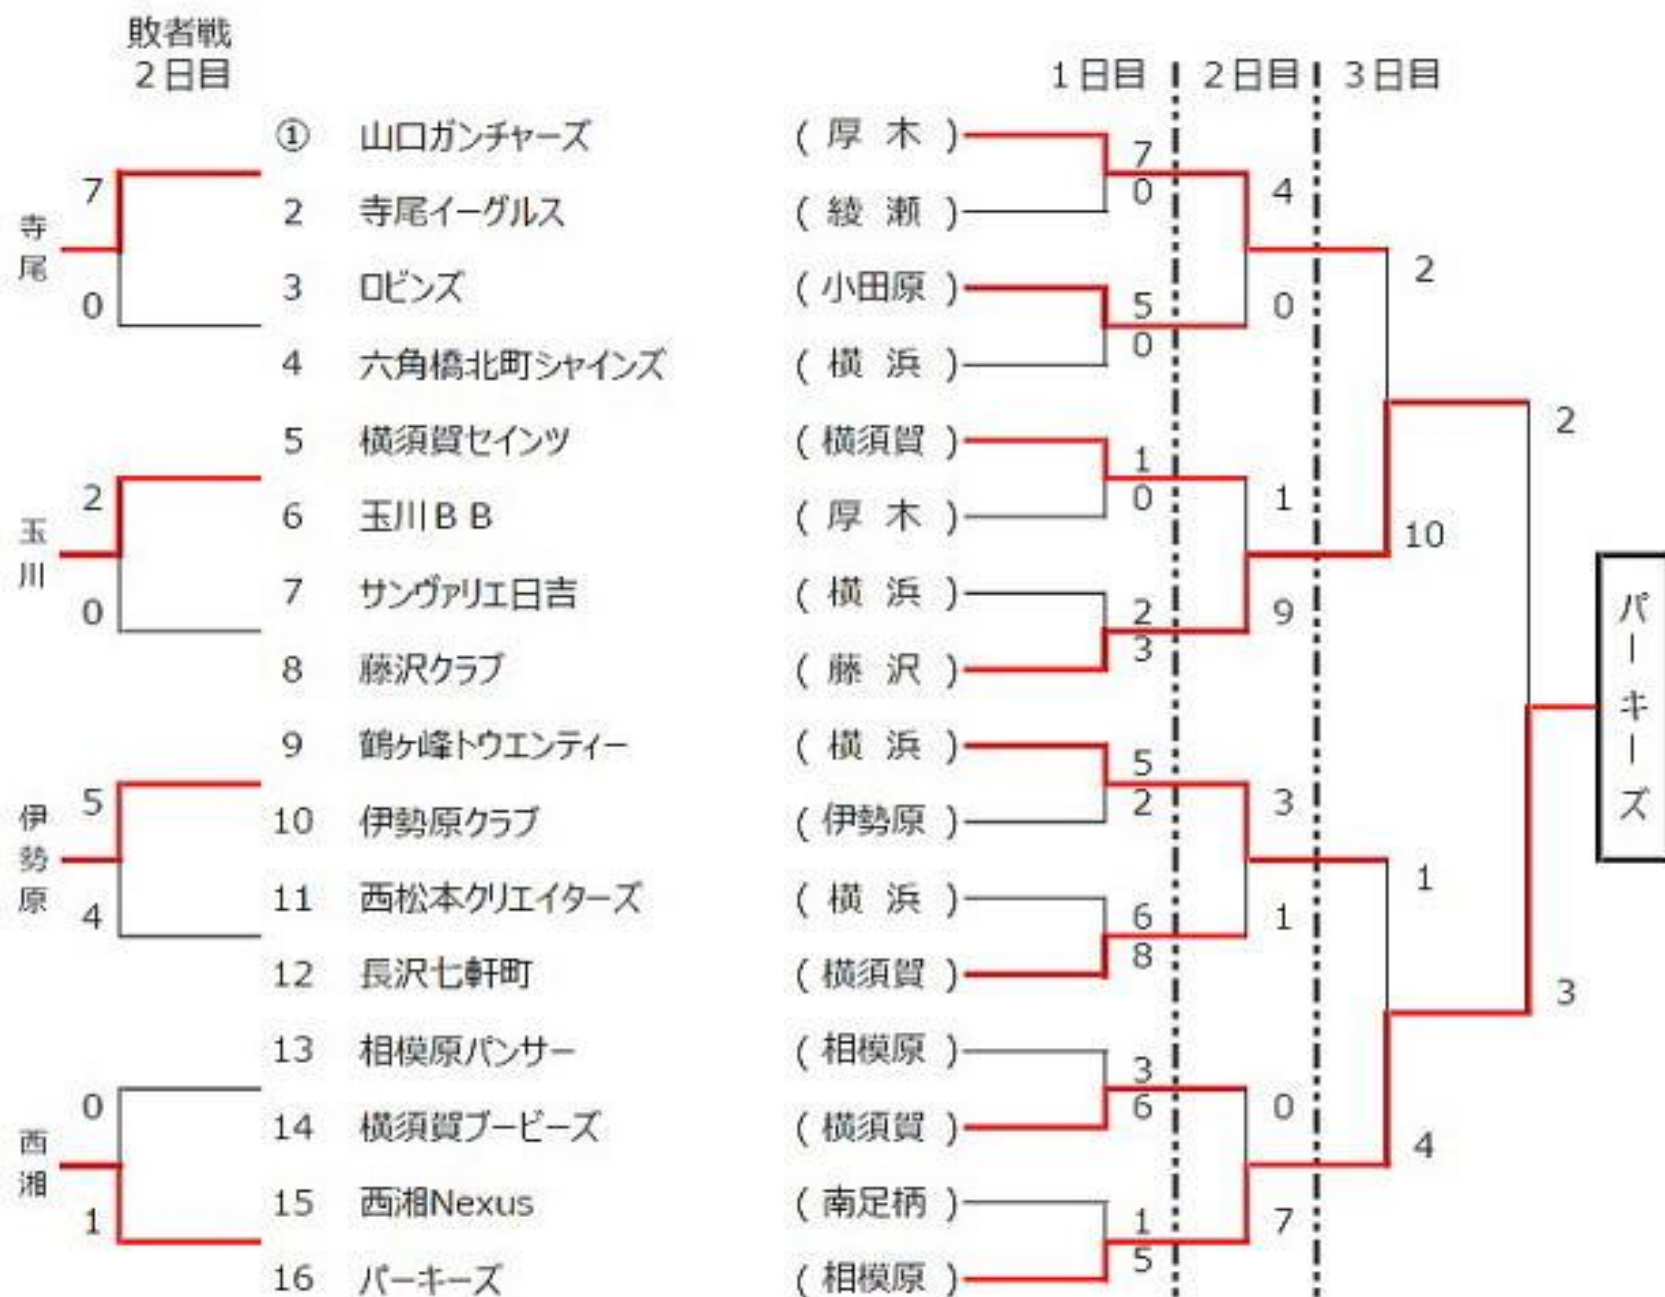 敗者戦
2日目
1日目 2日目 3日目
① 山口ガンチャーズ (厚木)
2 寺尾イーグルス (綾瀬)
3 ロビンズ (小田原)
4 六角橋北町シャインズ (横浜)
5 横須賀セインツ (横須賀)
6 玉川BB (厚木)
7 サンヴァリエ日吉 (横浜)
8 藤沢クラブ (藤沢)
9 鶴ヶ峰トウエンティー (横浜)
10 伊勢原クラブ (伊勢原)
11 西松本クリエイターズ (横浜)
12 長沢七軒町 (横須賀)
13 相模原パンサー (相模原)
14 横須賀ブービーズ (横須賀)
15 西湘Nexus (南足柄)
16 パーキーズ (相模原)
寺尾
7
0
玉川
2
0
伊勢原
5
4
西湘
0
1
7
0
5
0
1
0
2
3
5
2
6
8
3
6
1
5
4
0
1
9
3
1
0
7
2
10
1
4
2
3
パーキーズ